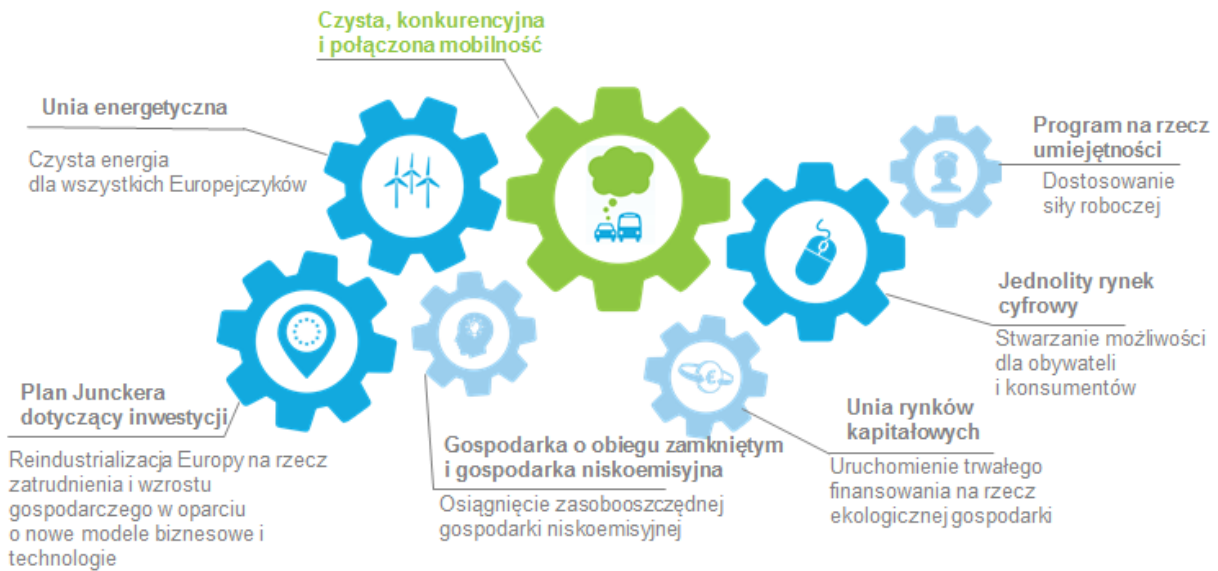 Czysta, konkurencyjna
i połączona mobilność
Unia energetyczna
Czysta energia
dla wszystkich Europejczyków
Program na rzecz
umiejętności
Dostosowanie
siły roboczej
Jednolity rynek
cyfrowy
Stwarzanie możliwości
dla obywateli
i konsumentów
Plan Junckera
dotyczący inwestycji
Reindustrializacja Europy na rzecz
zatrudnienia i wzrostu
gospodarczego w oparciu
o nowe modele biznesowe i
technologie
Gospodarka o obiegu zamkniętym
i gospodarka niskoemisyjna
Osiągnięcie zasobooszczędnej
gospodarki niskoemisyjnej
Unia rynków
kapitałowych
Uruchomienie trwałego
finansowania na rzecz
ekologicznej gospodarki
€